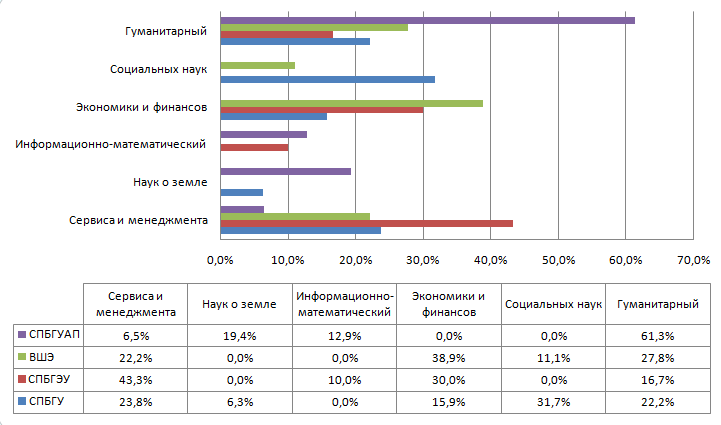 Гуманитарный
Социальных наук
Экономики и финансов
Информационно-математический
Наук о земле
Сервиса и менеджмента
0,0% 10,0% 20,0% 30,0% 40,0% 50,0% 60,0% 70,0%
Сервиса и менеджмента Наук о земле Информационно-математический Экономики и финансов Социальных наук Гуманитарный
СПБГУАП 6,5% 19,4% 12,9% 0,0% 0,0% 61,3%
ВШЭ 22,2% 0,0% 0,0% 38,9% 11,1% 27,8%
СПБГЭУ 43,3% 0,0% 10,0% 30,0% 0,0% 16,7%
СПБГУ 23,8% 6,3% 0,0% 15,9% 31,7% 22,2%